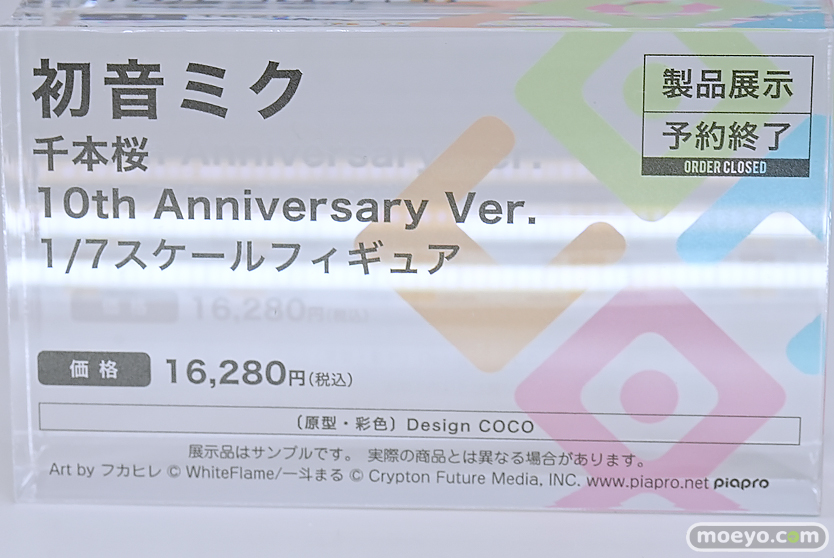 初音ミク
千本桜
10th Anniversary Ver.
1/7スケールフィギュア
製品展示
予約終了
ORDER CLOSED
価格 16,280円(税込)
〔原型・彩色〕Design COCO
展示品はサンプルです。 実際の商品とは異なる場合があります。
Art by フカヒレ © WhiteFlame/一斗まる © Crypton Future Media, INC. www.piapro.net piapro
moeyo.com